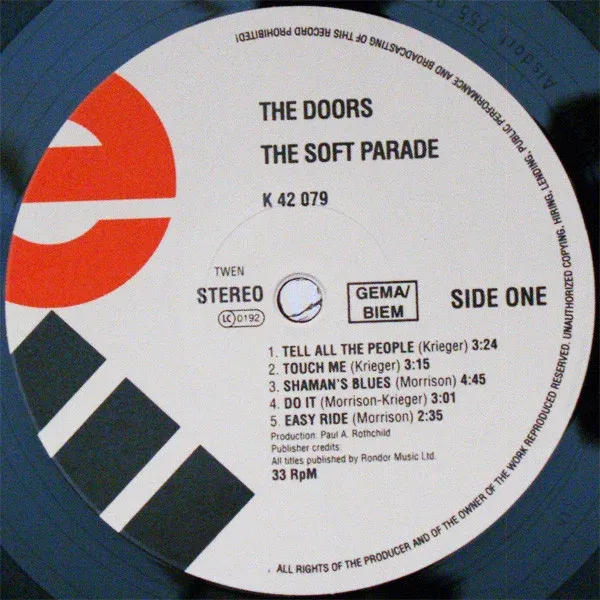 THE DOORS
THE SOFT PARADE
K 42 079
TWEN
STEREO
LC 0192
GEMA/
BIEM
SIDE ONE
1. TELL ALL THE PEOPLE (Krieger) 3:24
2. TOUCH ME (Krieger) 3:15
3. SHAMAN'S BLUES (Morrison) 4:45
4. DO IT (Morrison-Krieger) 3:01
5. EASY RIDE (Morrison) 2:35
Production: Paul A. Rothchild
Publisher credits:
All titles published by Rondor Music Ltd.
33 RpM
ALL RIGHTS OF THE PRODUCER AND OF THE OWNER OF THE WORK REPRODUCED RESERVED. UNAUTHORIZED COPYING. HIRING, LENDING, PUBLIC PERFORMANCE AND BROADCASTING OF THIS RECORD PROHIBITED!
Alsdorf